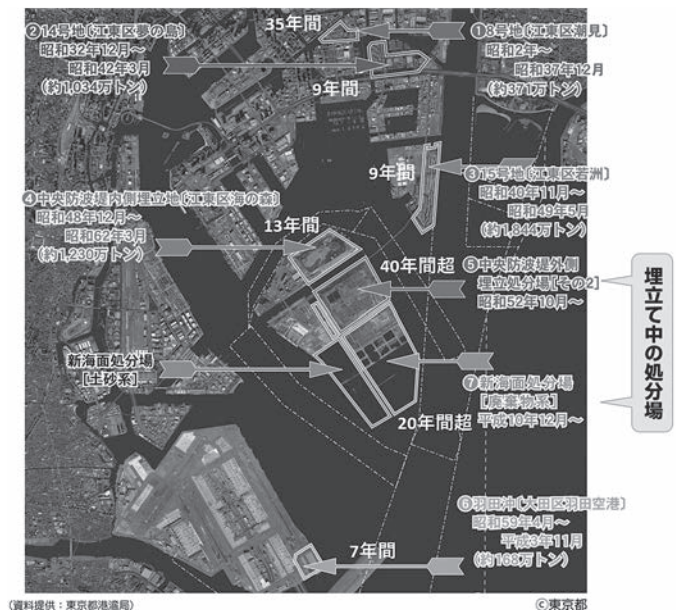 ②14号地〔江東区夢の島〕
昭和32年12月～
昭和42年3月
(約1,034万トン)
9年間
35年間
①8号地〔江東区潮見〕
昭和2年～
昭和37年12月
(約371万トン)
9年間
③15号地〔江東区若洲〕
昭和40年11月～
昭和49年5月
(約1,844万トン)
④中央防波堤内側埋立地〔江東区海の森〕
昭和48年12月～
昭和62年3月
(約1,230万トン)
13年間
40年間超
⑤中央防波堤外側
埋立処分場[その2]
昭和52年10月～
新海面処分場
[土砂系]
⑦新海面処分場
[廃棄物系]
平成10年12月～
20年間超
埋立て中の処分場
⑥羽田沖〔大田区羽田空港〕
昭和59年4月～
平成3年11月
(約168万トン)
7年間
(資料提供：東京都港湾局)
©東京都